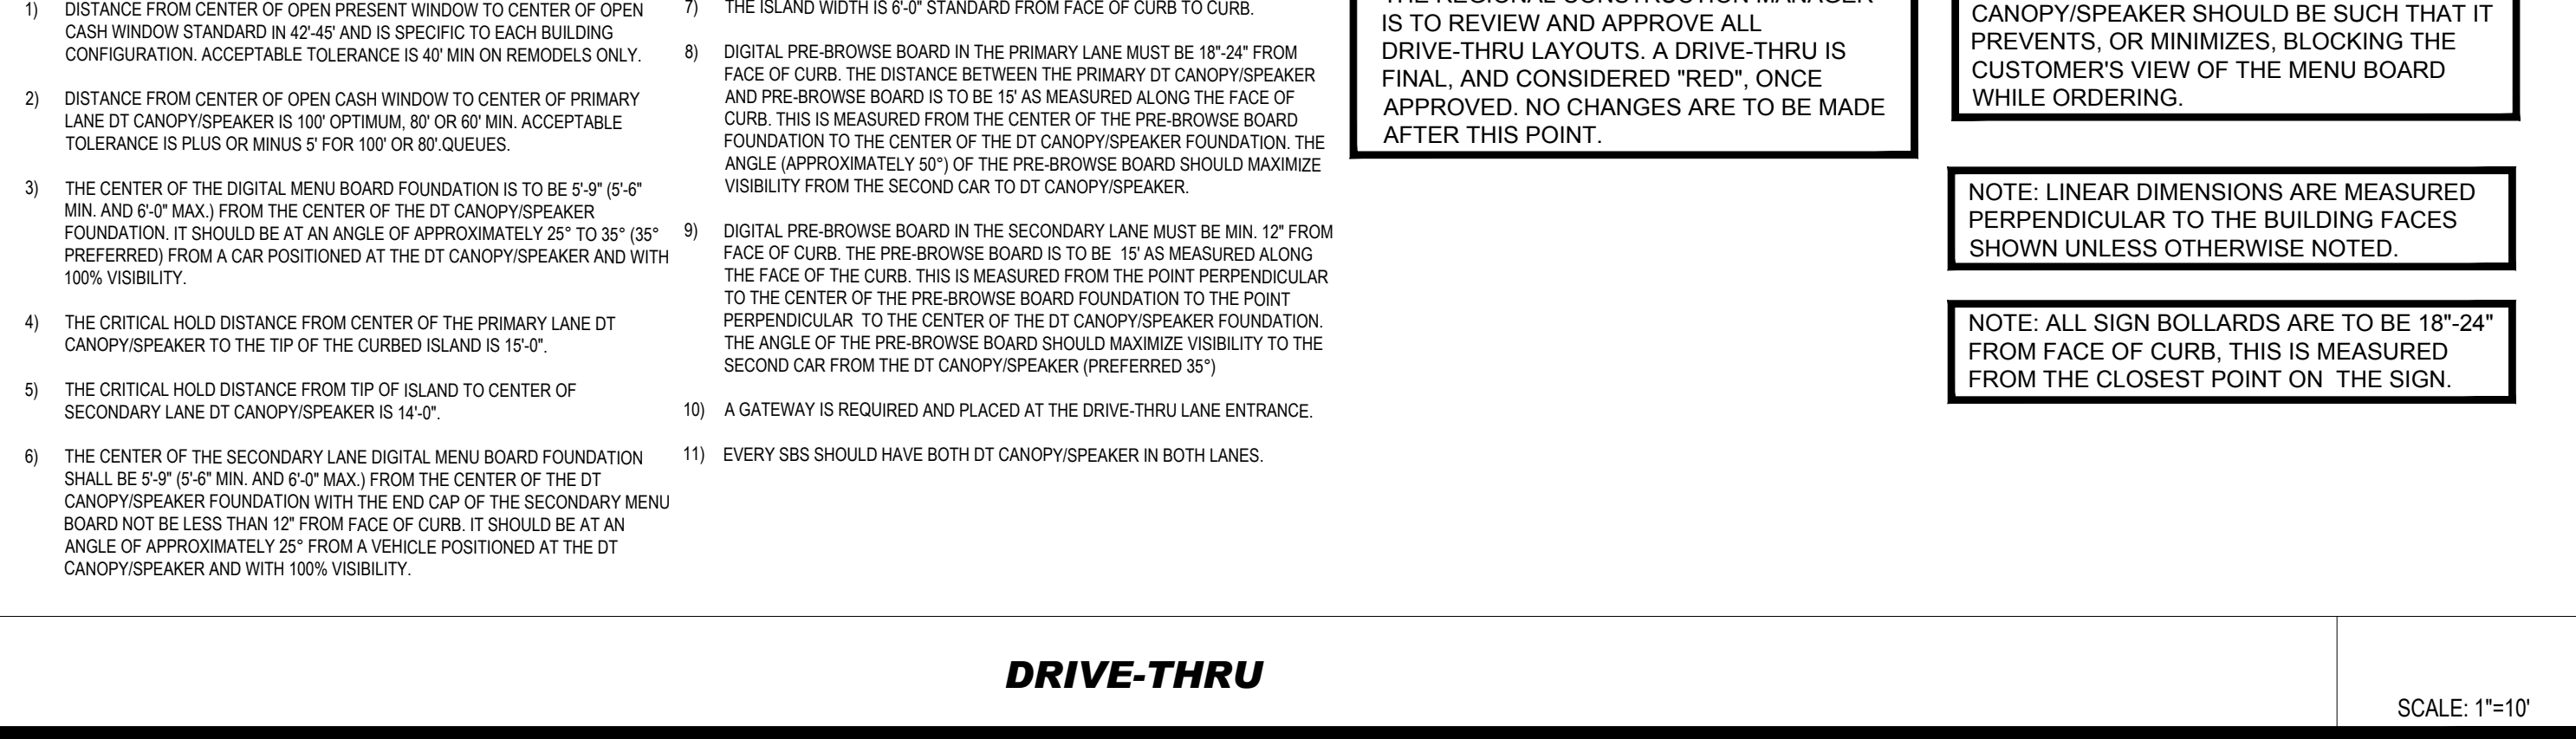 1) DISTANCE FROM CENTER OF OPEN PRESENT WINDOW TO CENTER OF OPEN
CASH WINDOW STANDARD IN 42'-45' AND IS SPECIFIC TO EACH BUILDING
CONFIGURATION. ACCEPTABLE TOLERANCE IS 40' MIN ON REMODELS ONLY.
2) DISTANCE FROM CENTER OF OPEN CASH WINDOW TO CENTER OF PRIMARY
LANE DT CANOPY/SPEAKER IS 100' OPTIMUM, 80' OR 60' MIN. ACCEPTABLE
TOLERANCE IS PLUS OR MINUS 5' FOR 100' OR 80'.QUEUES.
3) THE CENTER OF THE DIGITAL MENU BOARD FOUNDATION IS TO BE 5'-9" (5'-6"
MIN. AND 6'-0" MAX.) FROM THE CENTER OF THE DT CANOPY/SPEAKER
FOUNDATION. IT SHOULD BE AT AN ANGLE OF APPROXIMATELY 25° TO 35° (35°
PREFERRED) FROM A CAR POSITIONED AT THE DT CANOPY/SPEAKER AND WITH
100% VISIBILITY.
4) THE CRITICAL HOLD DISTANCE FROM CENTER OF THE PRIMARY LANE DT
CANOPY/SPEAKER TO THE TIP OF THE CURBED ISLAND IS 15'-0".
5) THE CRITICAL HOLD DISTANCE FROM TIP OF ISLAND TO CENTER OF
SECONDARY LANE DT CANOPY/SPEAKER IS 14'-0".
6) THE CENTER OF THE SECONDARY LANE DIGITAL MENU BOARD FOUNDATION
SHALL BE 5'-9" (5'-6" MIN. AND 6'-0" MAX.) FROM THE CENTER OF THE DT
CANOPY/SPEAKER FOUNDATION WITH THE END CAP OF THE SECONDARY MENU
BOARD NOT BE LESS THAN 12" FROM FACE OF CURB. IT SHOULD BE AT AN
ANGLE OF APPROXIMATELY 25° FROM A VEHICLE POSITIONED AT THE DT
CANOPY/SPEAKER AND WITH 100% VISIBILITY.
7) THE ISLAND WIDTH IS 6'-0" STANDARD FROM FACE OF CURB TO CURB.
8) DIGITAL PRE-BROWSE BOARD IN THE PRIMARY LANE MUST BE 18"-24" FROM
FACE OF CURB. THE DISTANCE BETWEEN THE PRIMARY DT CANOPY/SPEAKER
AND PRE-BROWSE BOARD IS TO BE 15' AS MEASURED ALONG THE FACE OF
CURB. THIS IS MEASURED FROM THE CENTER OF THE PRE-BROWSE BOARD
FOUNDATION TO THE CENTER OF THE DT CANOPY/SPEAKER FOUNDATION. THE
ANGLE (APPROXIMATELY 50°) OF THE PRE-BROWSE BOARD SHOULD MAXIMIZE
VISIBILITY FROM THE SECOND CAR TO DT CANOPY/SPEAKER.
9) DIGITAL PRE-BROWSE BOARD IN THE SECONDARY LANE MUST BE MIN. 12" FROM
FACE OF CURB. THE PRE-BROWSE BOARD IS TO BE 15' AS MEASURED ALONG
THE FACE OF THE CURB. THIS IS MEASURED FROM THE POINT PERPENDICULAR
TO THE CENTER OF THE PRE-BROWSE BOARD FOUNDATION TO THE POINT
PERPENDICULAR TO THE CENTER OF THE DT CANOPY/SPEAKER FOUNDATION.
THE ANGLE OF THE PRE-BROWSE BOARD SHOULD MAXIMIZE VISIBILITY TO THE
SECOND CAR FROM THE DT CANOPY/SPEAKER (PREFERRED 35°)
10) A GATEWAY IS REQUIRED AND PLACED AT THE DRIVE-THRU LANE ENTRANCE.
11) EVERY SBS SHOULD HAVE BOTH DT CANOPY/SPEAKER IN BOTH LANES.
THE REGIONAL CONSTRUCTION MANAGER
IS TO REVIEW AND APPROVE ALL
DRIVE-THRU LAYOUTS. A DRIVE-THRU IS
FINAL, AND CONSIDERED "RED", ONCE
APPROVED. NO CHANGES ARE TO BE MADE
AFTER THIS POINT.
CANOPY/SPEAKER SHOULD BE SUCH THAT IT
PREVENTS, OR MINIMIZES, BLOCKING THE
CUSTOMER'S VIEW OF THE MENU BOARD
WHILE ORDERING.
NOTE: LINEAR DIMENSIONS ARE MEASURED
PERPENDICULAR TO THE BUILDING FACES
SHOWN UNLESS OTHERWISE NOTED.
NOTE: ALL SIGN BOLLARDS ARE TO BE 18"-24"
FROM FACE OF CURB, THIS IS MEASURED
FROM THE CLOSEST POINT ON THE SIGN.
DRIVE-THRU
SCALE: 1"=10'